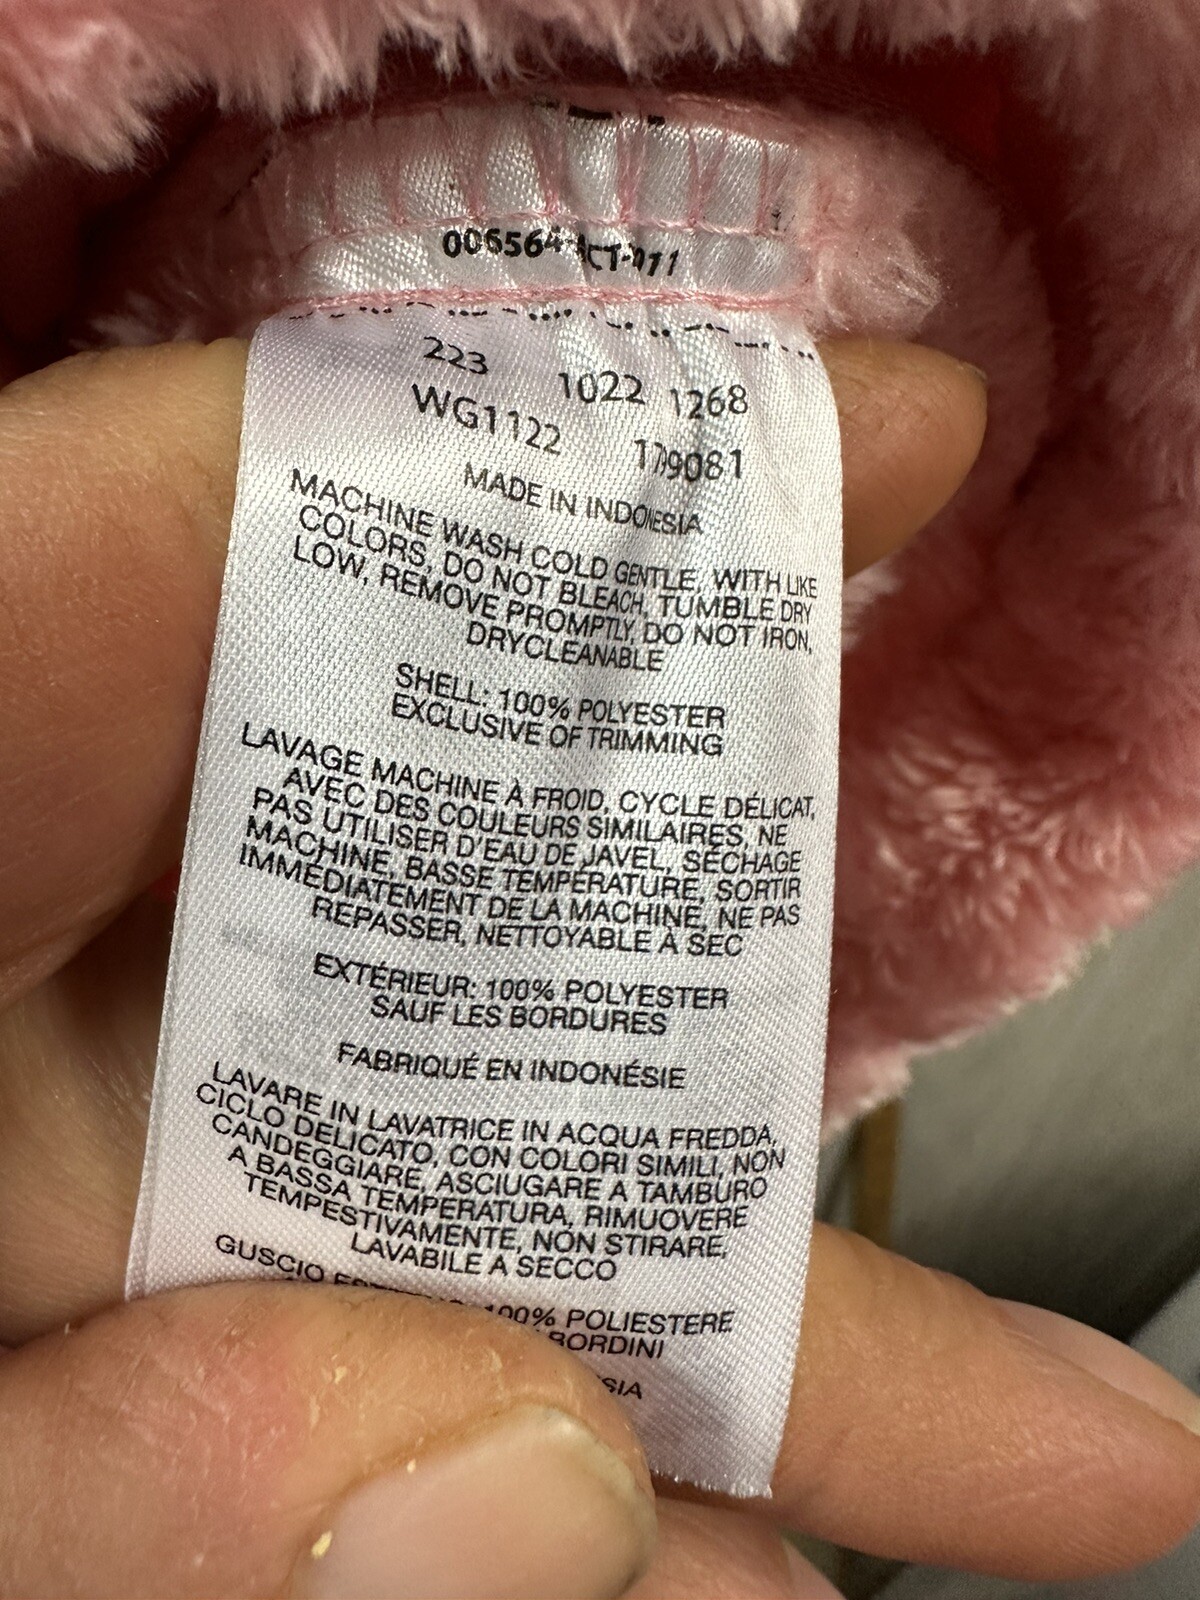 223 1022 1268
WG1122
MADE IN INDONESIA
MACHINE WASH COLD GENTLE, WITH LIKE
COLORS, DO NOT BLEACH, TUMBLE DRY
LOW, REMOVE PROMPTLY, DO NOT IRON,
DRYCLEANABLE
SHELL: 100% POLYESTER
EXCLUSIVE OF TRIMMING
LAVAGE MACHINE À FROID, CYCLE DÉLICAT,
AVEC DES COULEURS SIMILAIRES, NE
PAS UTILISER D'EAU DE JAVEL, SÉCHAGE
MACHINE, BASSE TEMPÉRATURE, SORTIR
IMMÉDIATEMENT DE LA MACHINE, NE PAS
REPASSER, NETTOYABLE À SEC
EXTÉRIEUR: 100% POLYESTER
SAUF LES BORDURES
FABRIQUÉ EN INDONÉSIE
LAVARE IN LAVATRICE IN ACQUA FREDDA,
CICLO DELICATO, CON COLORI SIMILI, NON
CANDEGGIARE, ASCIUGARE A TAMBURO
A BASSA TEMPERATURA, RIMUOVERE
TEMPESTIVAMENTE, NON STIRARE,
LAVABILE A SECCO
GUSCIO 100% POLIESTERE
BORDINI